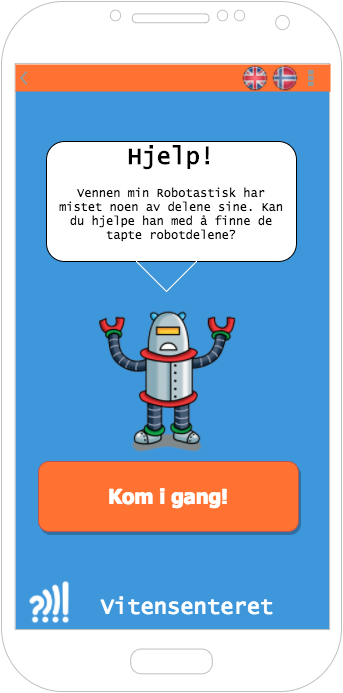 Hjelp!
Vennen min Robotastisk har
mistet noen av delene sine. Kan
du hjelpe han med å finne de
tapte robotdelene?
Kom i gang!
?)))!! Vitensenteret